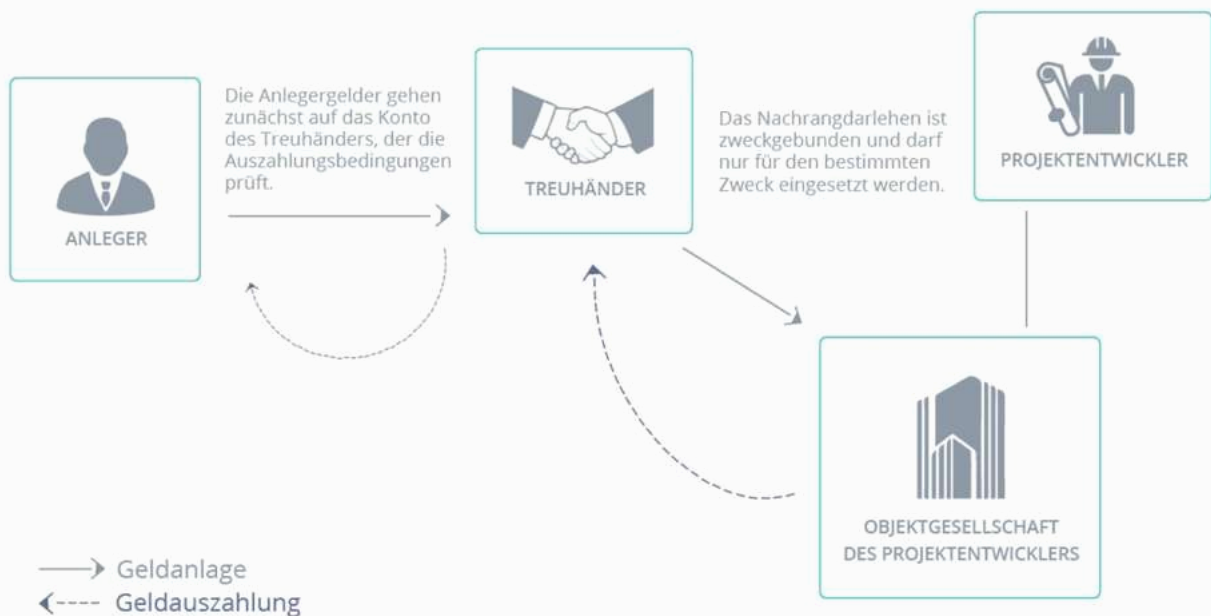 Die Anlegergelder gehen
zunächst auf das Konto
des Treuhänders, der die
Auszahlungsbedingungen
prüft.
ANLEGER
TREUHÄNDER
Das Nachrangdarlehen ist
zweckgebunden und darf
nur für den bestimmten
Zweck eingesetzt werden.
PROJEKTENTWICKLER
OBJEKTGESELLSCHAFT
DES PROJEKTENTWICKLERS
Geldanlage
Geldauszahlung